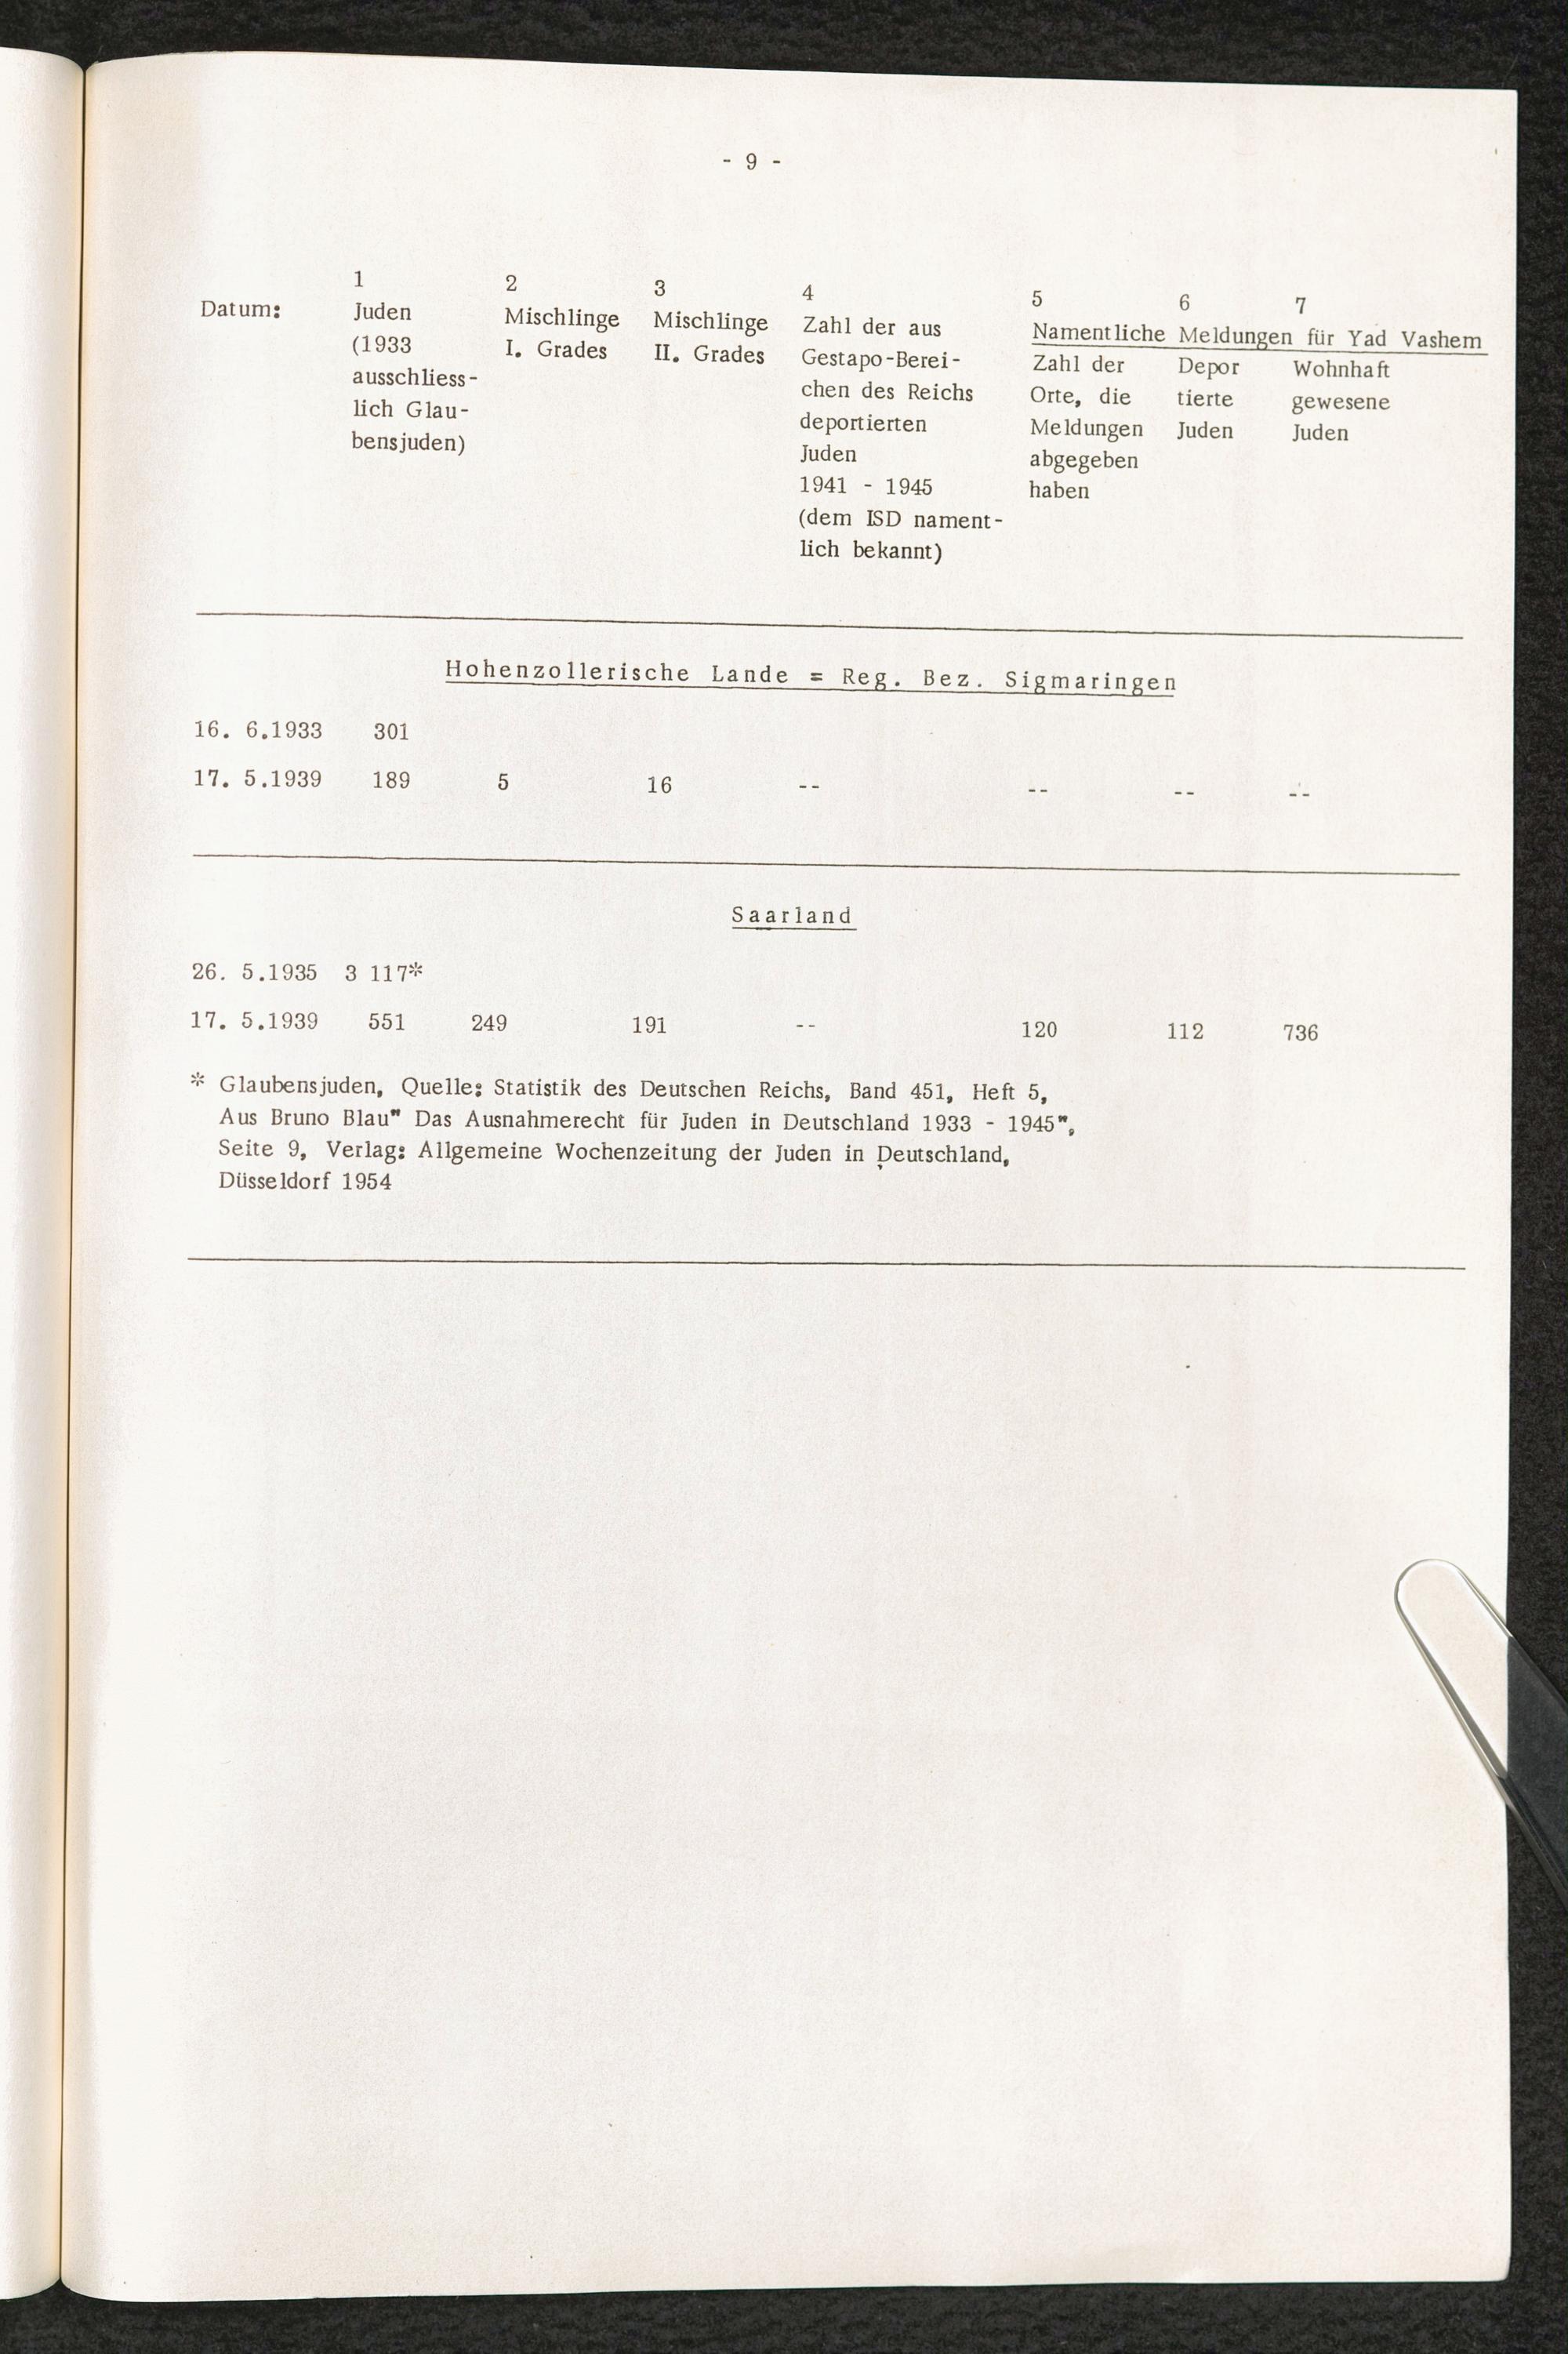 - 9 -
1 2 3 4 5 6 7
Datum: Juden Mischlinge Mischlinge Zahl der aus Namentliche Meldungen für Yad Vashem
(1933 I. Grades II. Grades Gestapo-Berei- Zahl der Depor Wohnhaft
ausschliess- chen des Reichs Orte, die tierte gewesene
lich Glau- deportierten Meldungen Juden Juden
bensjuden) Juden abgegeben
1941 - 1945 haben
(dem ISD nament-
lich bekannt)
Hohenzollerische Lande = Reg. Bez. Sigmaringen
16. 6.1933 301
17. 5.1939 189 5 16 -- -- -- --
Saarland
26. 5.1935 3 117*
17. 5.1939 551 249 191 -- 120 112 736
* Glaubensjuden, Quelle: Statistik des Deutschen Reichs, Band 451, Heft 5,
Aus Bruno Blau" Das Ausnahmerecht für Juden in Deutschland 1933 - 1945",
Seite 9, Verlag: Allgemeine Wochenzeitung der Juden in Deutschland,
Düsseldorf 1954